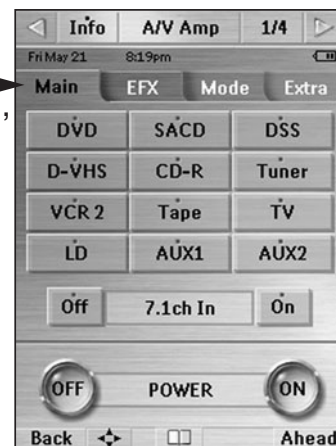 Info A/V Amp 1/4
Fri May 21 8:19pm
Main EFX Mode Extra
,
DVD SACD DSS
D-VHS CD-R Tuner
VCR 2 Tape TV
LD AUX1 AUX2
Off 7.1ch In On
OFF POWER ON
Back Ahead